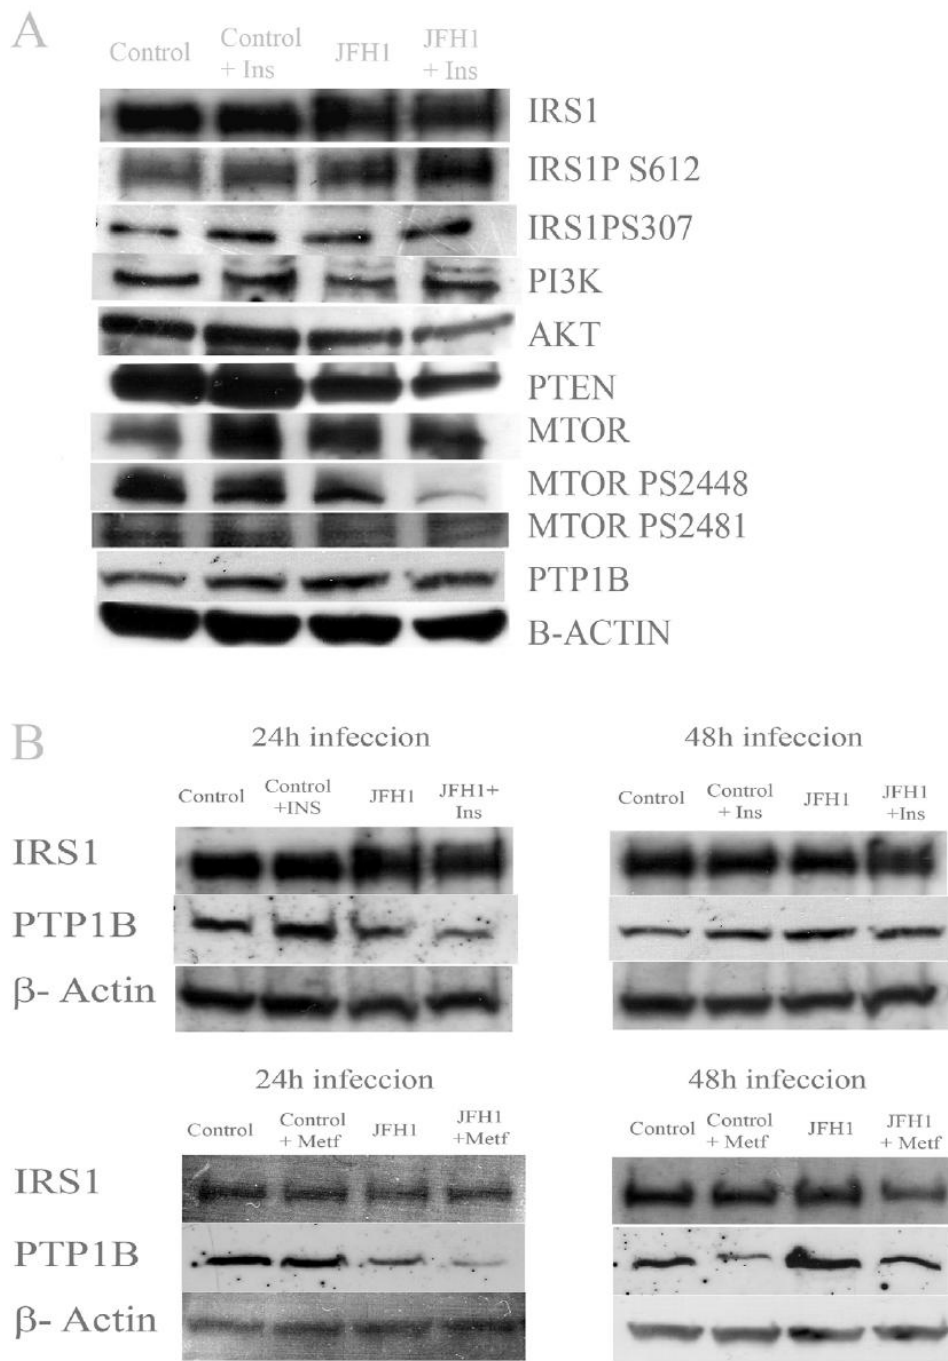 A
Control
Control
+ Ins
JFH1
JFH1
+ Ins
IRS1
IRS1P S612
IRS1PS307
PI3K
AKT
PTEN
MTOR
MTOR PS2448
MTOR PS2481
PTP1B
B-ACTIN
B
24h infeccion
48h infeccion
Control
Control
+INS
JFH1
JFH1+
Ins
Control
Control
+ Ins
JFH1
JFH1
+Ins
IRS1
PTP1B
β- Actin
24h infeccion
48h infeccion
Control
Control
+ Metf
JFH1
JFH1
+Metf
Control
Control
+ Metf
JFH1
JFH1
+ Metf
IRS1
PTP1B
β- Actin